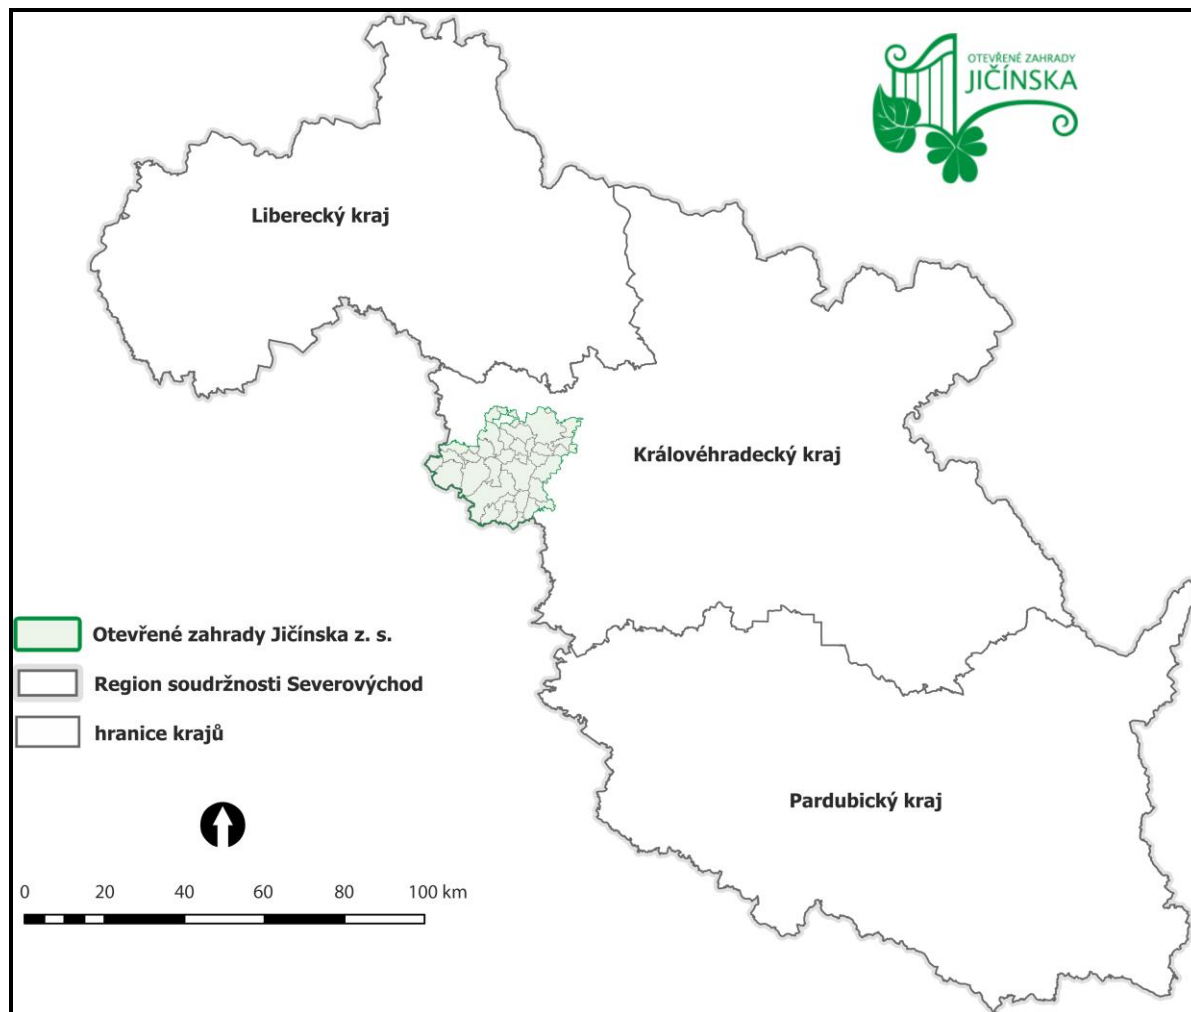 OTEVŘENÉ ZAHRADY
JIČÍNSKA
Liberecký kraj
Královéhradecký kraj
Otevřené zahrady Jičínska z. s.
Region soudržnosti Severovýchod
hranice krajů
Pardubický kraj
0 20 40 60 80 100 km